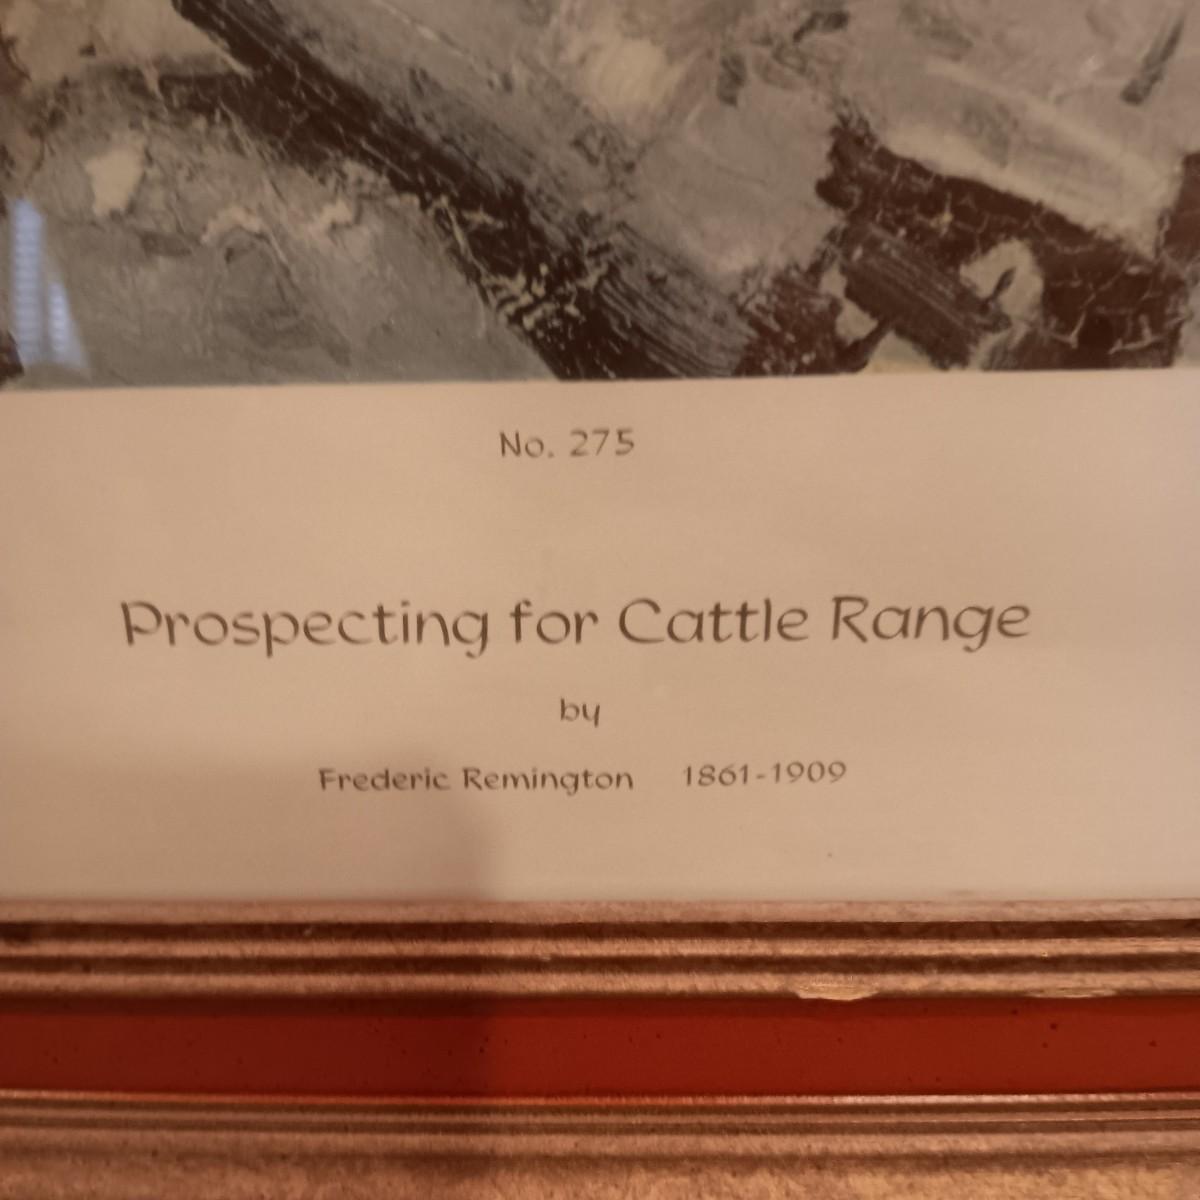 No. 275
Prospecting for Cattle Range
by
Frederic Remington 1861-1909